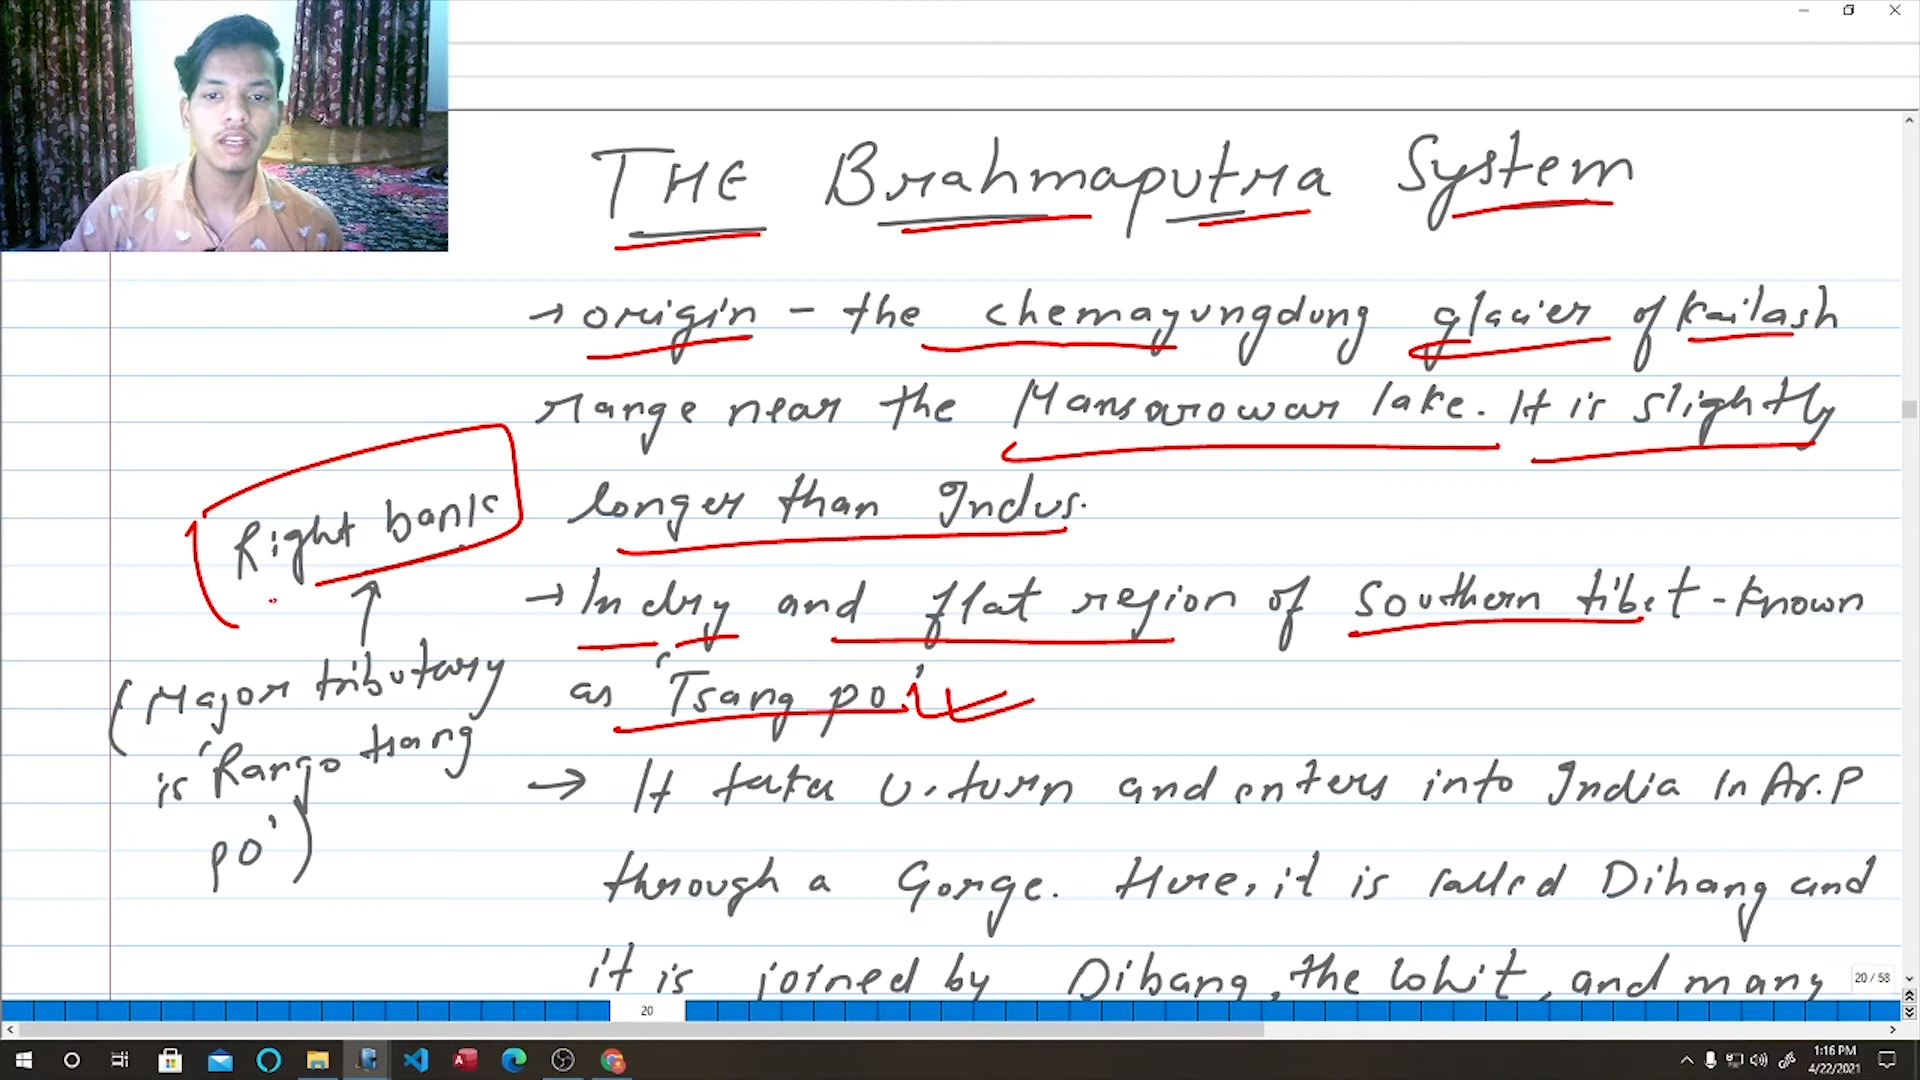 THE Brahmaputra System
→ origin - the chemayungdung glacier of Kailash
range near the Mansarowar lake. It is slightly
longer than Indus.
→ In dry and flat region of Southern tibet - known
as 'Tsang po'
→ It takes U-turn and enters into India in Ar.P
through a Gorge. Here, it is called Dihang and
it is joined by Dibang, the lohit, and many
Right bank
(Major tributary
is 'Rango tsang
po')
20 / 58
20
1:16 PM
4/22/2021